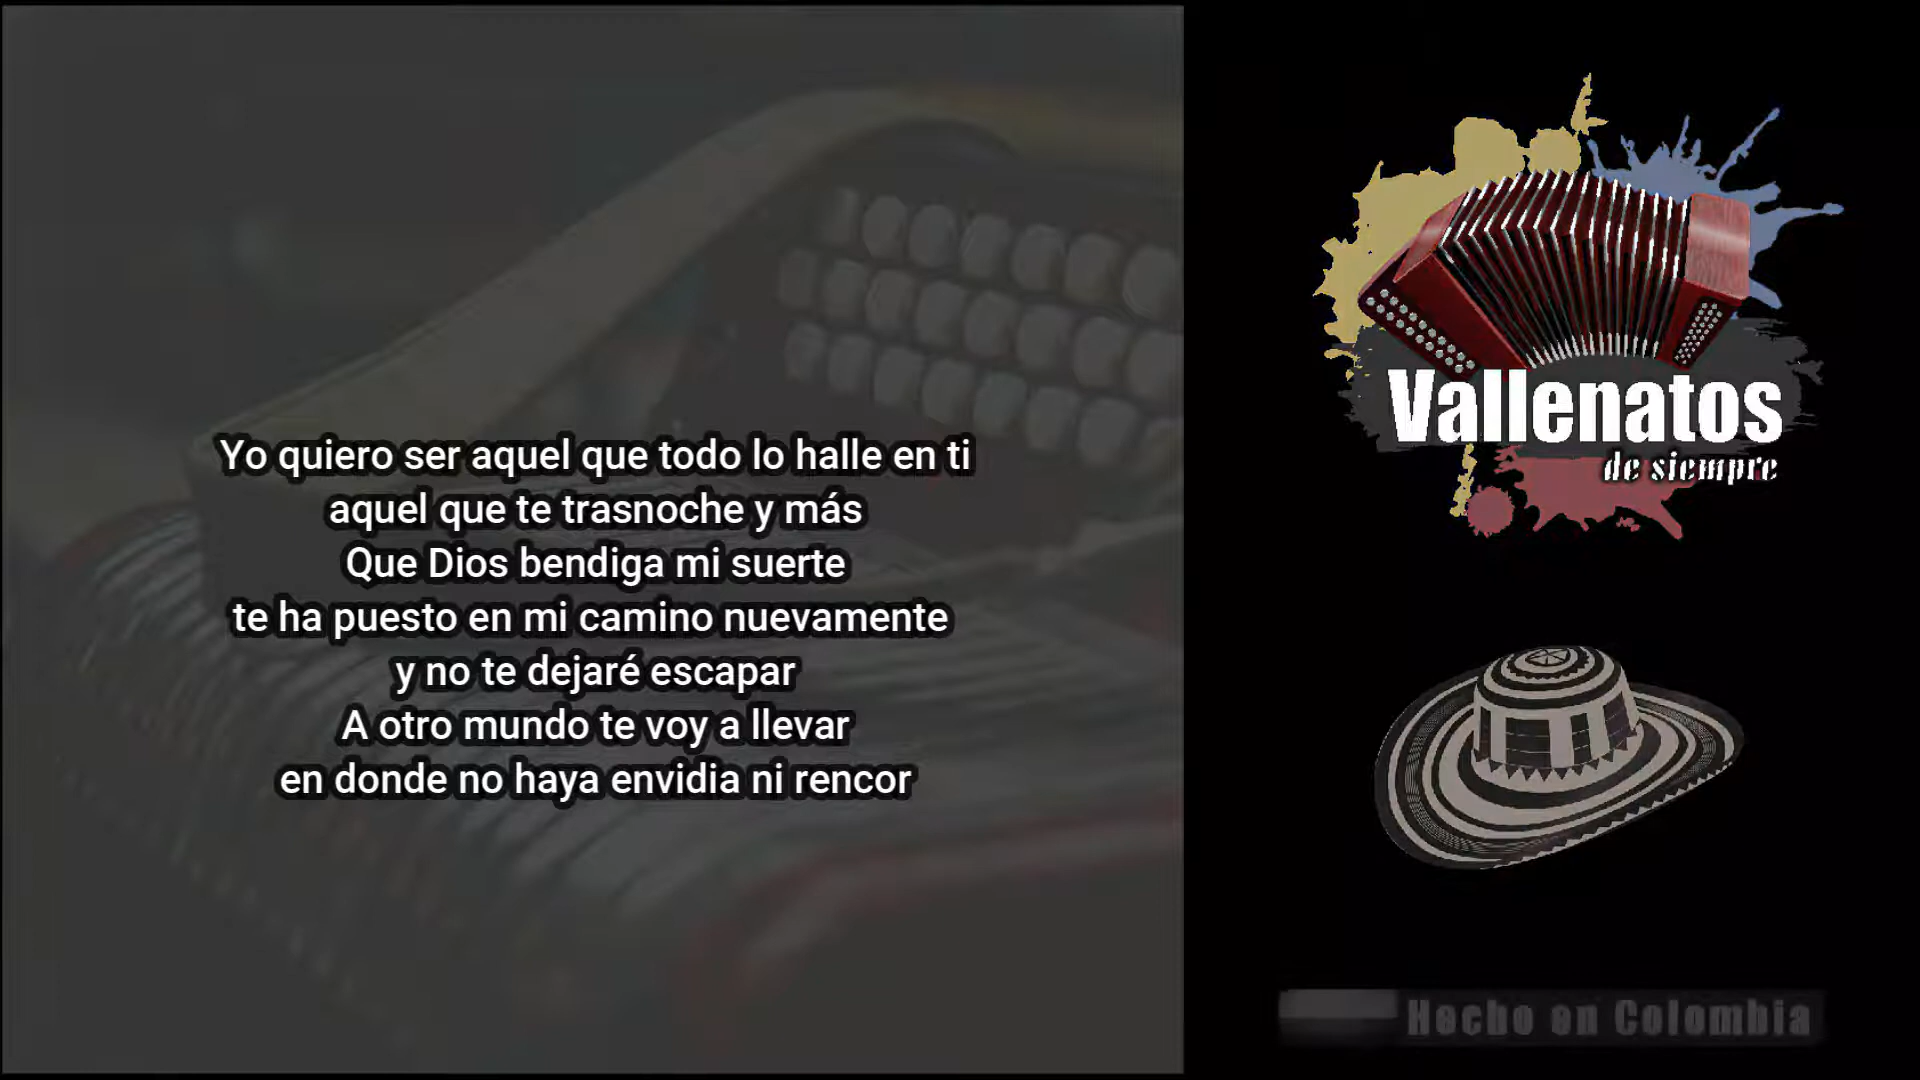 Yo quiero ser aquel que todo lo halle en ti
aquel que te trasnoche y más
Que Dios bendiga mi suerte
te ha puesto en mi camino nuevamente
y no te dejaré escapar
A otro mundo te voy a llevar
en donde no haya envidia ni rencor
Vallenatos
de siempre
Hecho en Colombia